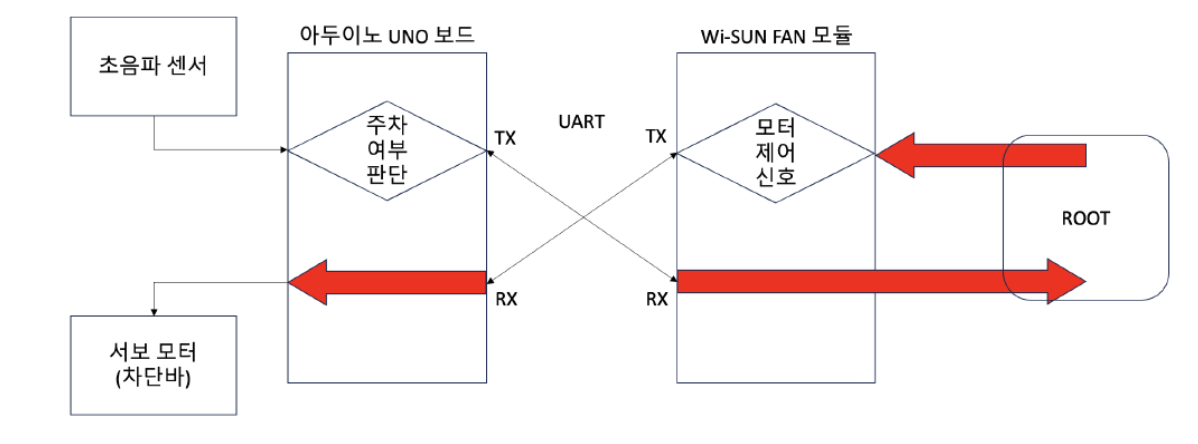 초음파 센서
아두이노 UNO 보드
Wi-SUN FAN 모듈
주차
여부
판단
TX
UART
TX
모터
제어
신호
ROOT
RX
RX
서보 모터
(차단바)